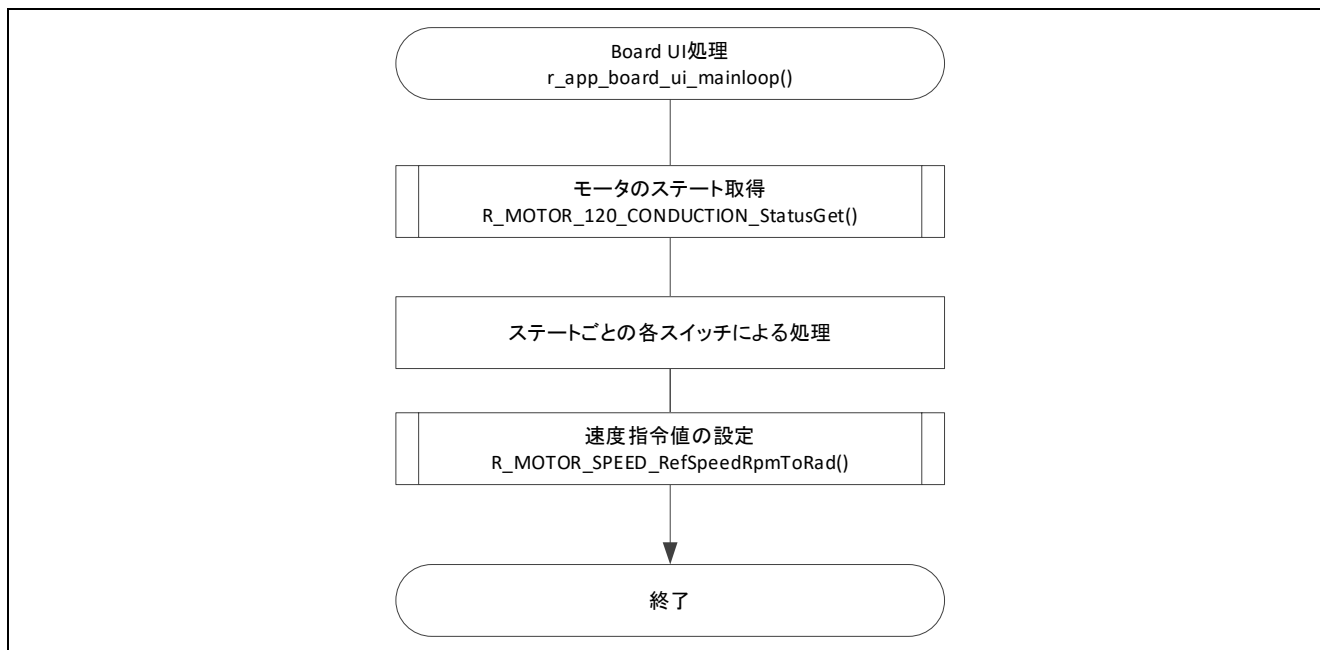 Board UI処理
r_app_board_ui_mainloop()
モータのステート取得
R_MOTOR_120_CONDUCTION_StatusGet()
ステートごとの各スイッチによる処理
速度指令値の設定
R_MOTOR_SPEED_RefSpeedRpmToRad()
終了